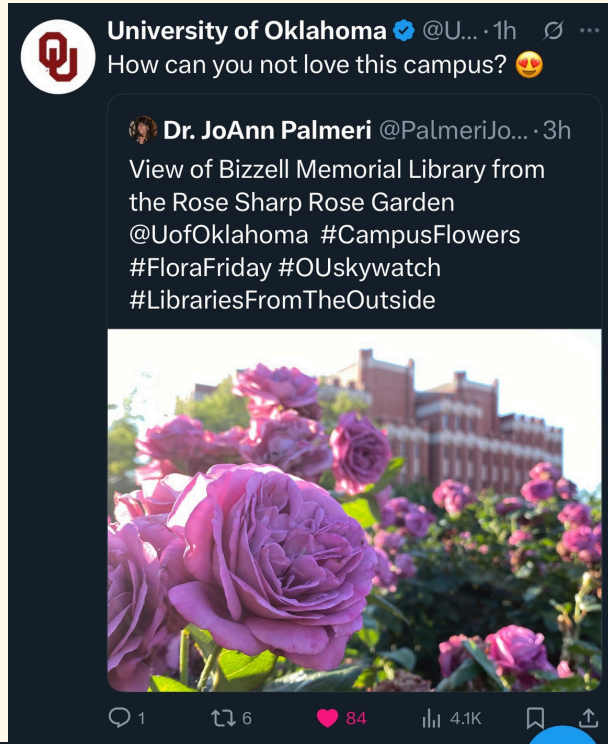 University of Oklahoma @U... · 1h
How can you not love this campus? 😍
Dr. JoAnn Palmeri @PalmeriJo... · 3h
View of Bizzell Memorial Library from
the Rose Sharp Rose Garden
@UofOklahoma #CampusFlowers
#FloraFriday #OUskywatch
#LibrariesFromTheOutside
1 6 84 4.1K